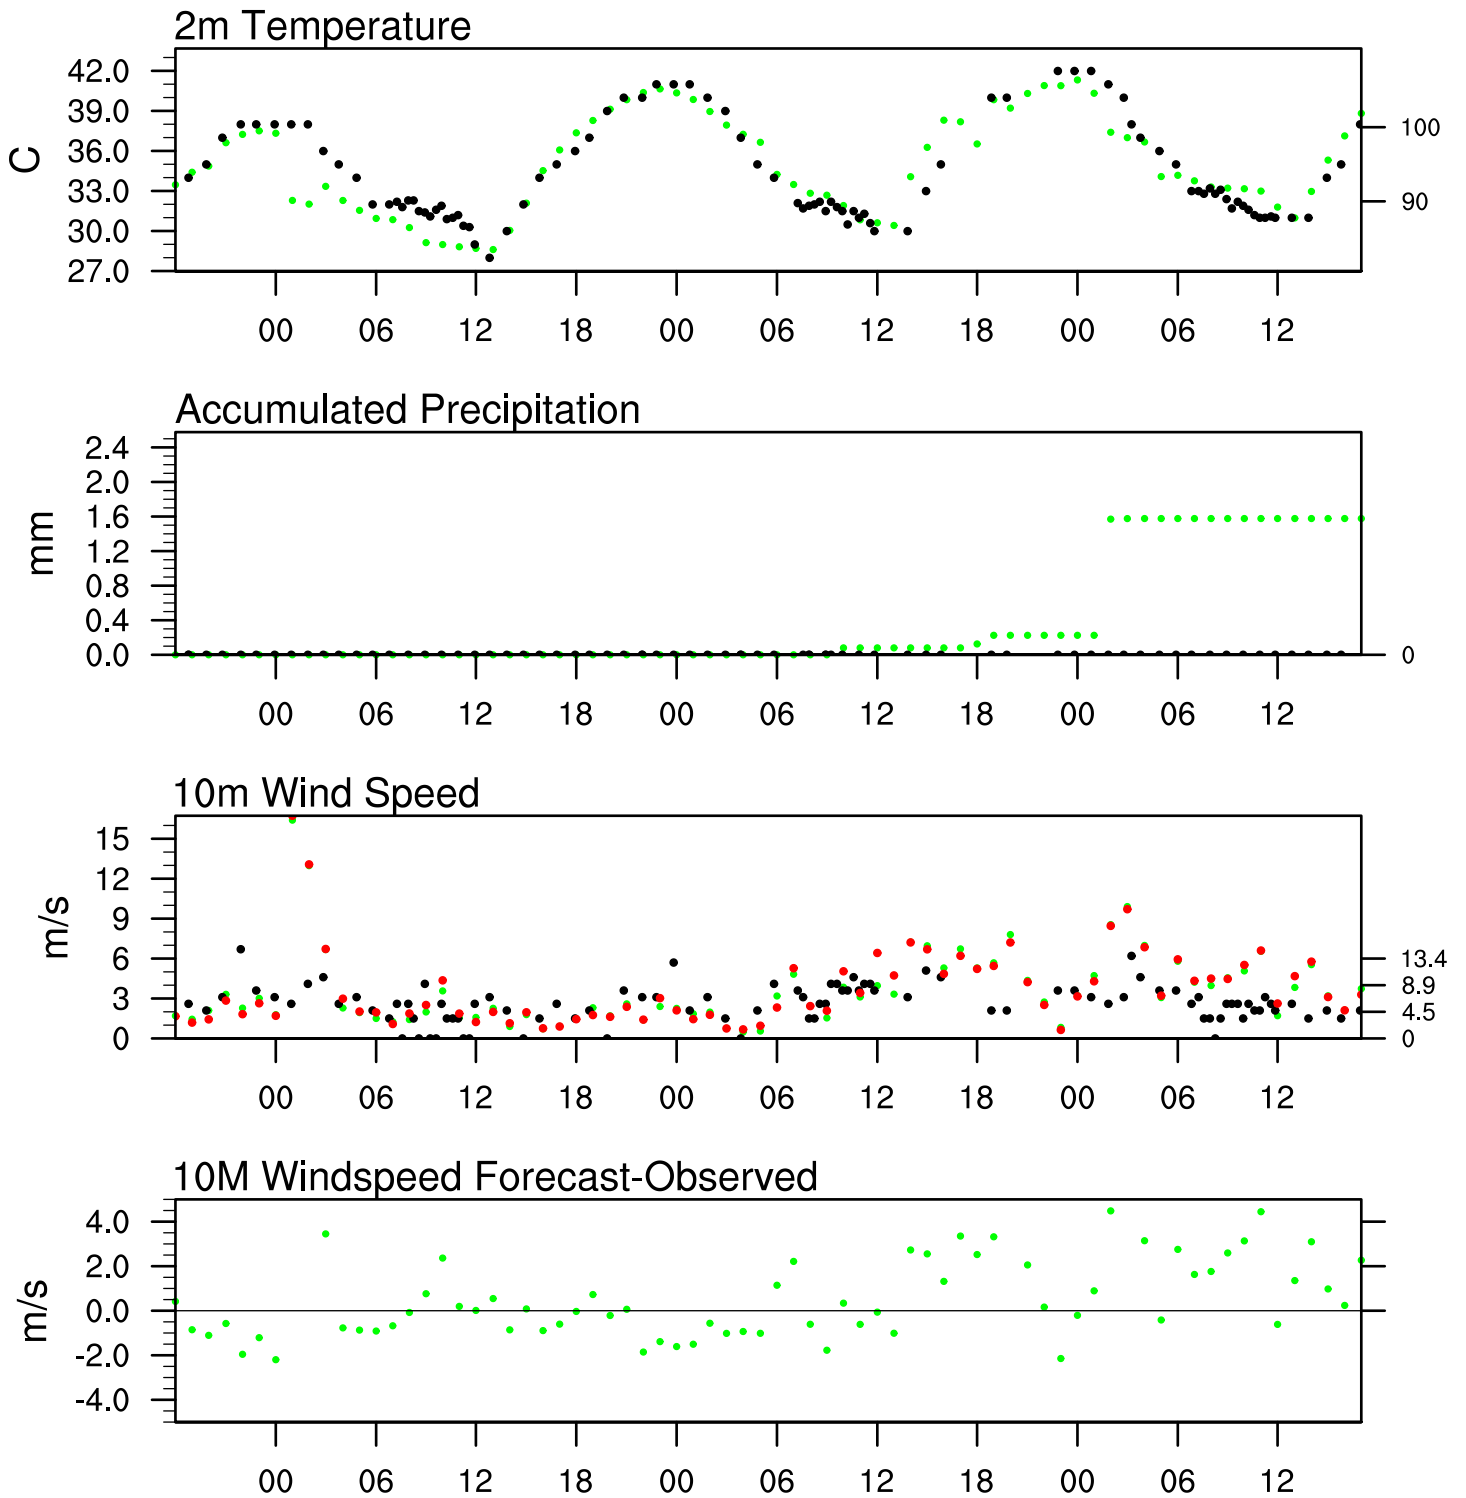 2m Temperature
42.0
39.0
36.0
33.0
30.0
27.0
C
100
90
00 06 12 18 00 06 12 18 00 06 12
Accumulated Precipitation
2.4
2.0
1.6
1.2
0.8
0.4
0.0
mm
0
00 06 12 18 00 06 12 18 00 06 12
10m Wind Speed
15
12
9
6
3
0
m/s
13.4
8.9
4.5
0
00 06 12 18 00 06 12 18 00 06 12
10M Windspeed Forecast-Observed
4.0
2.0
0.0
-2.0
-4.0
m/s
00 06 12 18 00 06 12 18 00 06 12